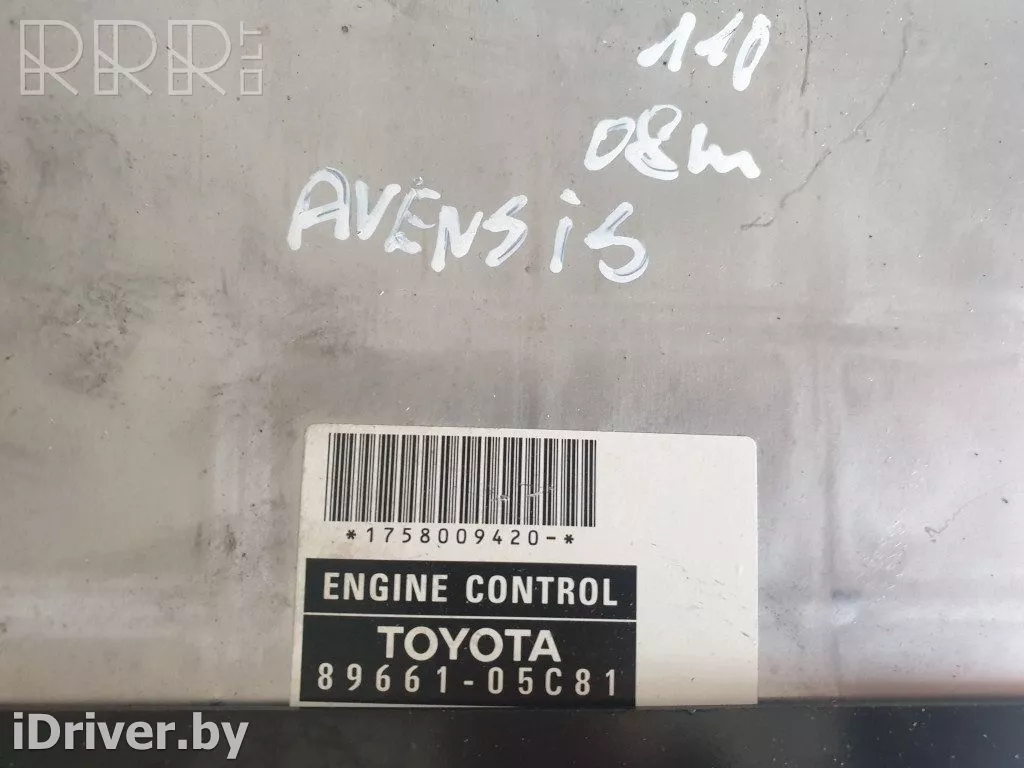 RRR.LT
110
08m
AVENSiS
*1758009420-*
ENGINE CONTROL
TOYOTA
89661-05C81
iDriver.by